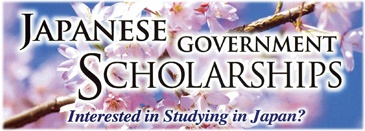 JAPANESE GOVERNMENT
SCHOLARSHIPS
Interested in Studying in Japan?